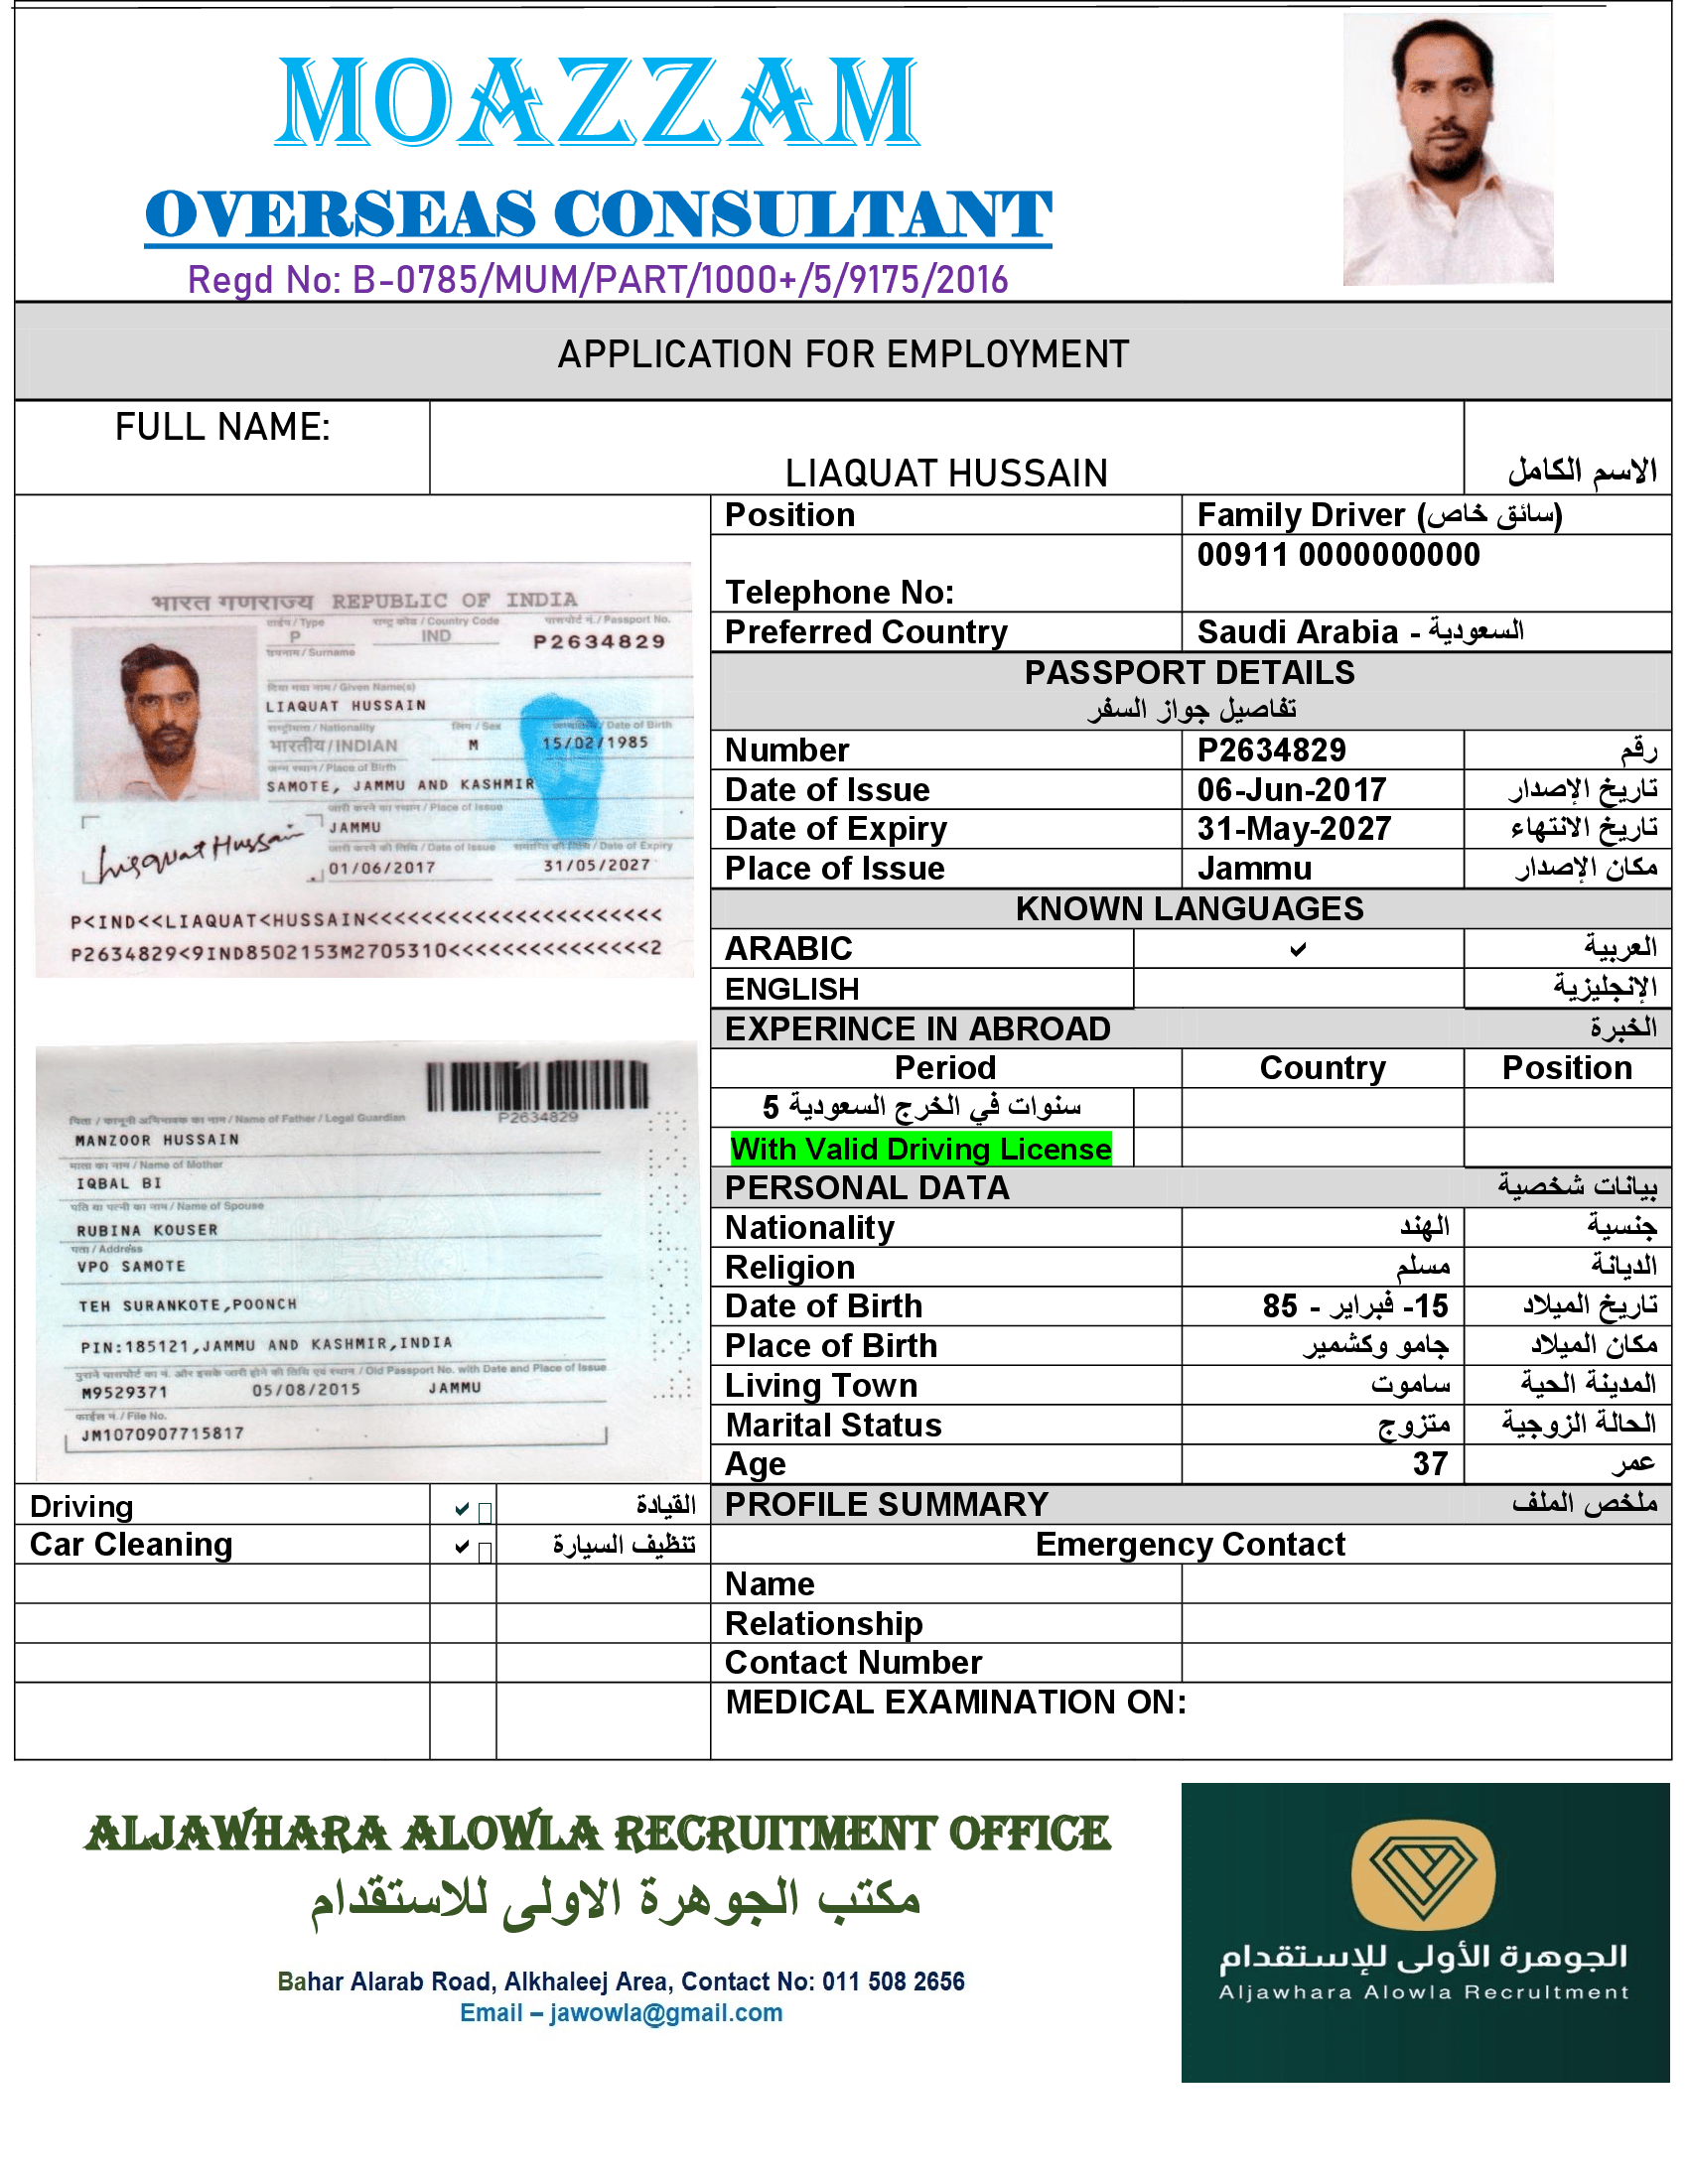 MOAZZAM
OVERSEAS CONSULTANT
Regd No: B-0785/MUM/PART/1000+/5/9175/2016
APPLICATION FOR EMPLOYMENT
FULL NAME:
LIAQUAT HUSSAIN
الاسم الكامل
Position
Family Driver (سائق خاص)
Telephone No:
00911 0000000000
Preferred Country
Saudi Arabia - السعودية
PASSPORT DETAILS
تفاصيل جواز السفر
Number P2634829 رقم
Date of Issue 06-Jun-2017 تاريخ الإصدار
Date of Expiry 31-May-2027 تاريخ الانتهاء
Place of Issue Jammu مكان الإصدار
KNOWN LANGUAGES
ARABIC العربية
ENGLISH الإنجليزية
EXPERINCE IN ABROAD الخبرة
Period Country Position
سنوات في الخرج السعودية 5
With Valid Driving License
PERSONAL DATA بيانات شخصية
Nationality الهند جنسية
Religion مسلم الديانة
Date of Birth 15- فبراير - 85 تاريخ الميلاد
Place of Birth جامو وكشمير مكان الميلاد
Living Town ساموت المدينة الحية
Marital Status متزوج الحالة الزوجية
Age 37 عمر
PROFILE SUMMARY ملخص الملف
Emergency Contact
Name
Relationship
Contact Number
MEDICAL EXAMINATION ON:
भारत गणराज्य REPUBLIC OF INDIA
टाईप / Type राष्ट्र कोड / Country Code पासपोर्ट नं. / Passport No.
P IND P2634829
उपनाम / Surname
दिया गया नाम / Given Name(s)
LIAQUAT HUSSAIN
राष्ट्रीयता / Nationality लिंग / Sex / Date of Birth
भारतीय / INDIAN M 15/02/1985
जन्म स्थान / Place of Birth
SAMOTE, JAMMU AND KASHMIR
जारी करने का स्थान / Place of Issue
JAMMU
जारी करने की तिथि / Date of Issue समाप्ति की तिथि / Date of Expiry
01/06/2017 31/05/2027
Liaquat Hussain
P<IND<<LIAQUAT<HUSSAIN<<<<<<<<<<<<<<<<<<<<<<
P2634829<9IND8502153M2705310<<<<<<<<<<<<<<<2
पिता / कानूनी अभिभावक का नाम / Name of Father / Legal Guardian P2634829
MANZOOR HUSSAIN
माता का नाम / Name of Mother
IQBAL BI
पति या पत्नी का नाम / Name of Spouse
RUBINA KOUSER
पता / Address
VPO SAMOTE
TEH SURANKOTE,POONCH
PIN:185121,JAMMU AND KASHMIR,INDIA
पुराने पासपोर्ट का नं. और इसके जारी होने की तिथि एवं स्थान / Old Passport No. with Date and Place of Issue
M9529371 05/08/2015 JAMMU
फाईल नं. / File No.
JM1070907715817
Driving القيادة
Car Cleaning تنظيف السيارة
ALJAWHARA ALOWLA RECRUITMENT OFFICE
مكتب الجوهرة الاولى للاستقدام
Bahar Alarab Road, Alkhaleej Area, Contact No: 011 508 2656
Email – jawowla@gmail.com
الجوهرة الأولى للإستقدام
Aljawhara Alowla Recruitment